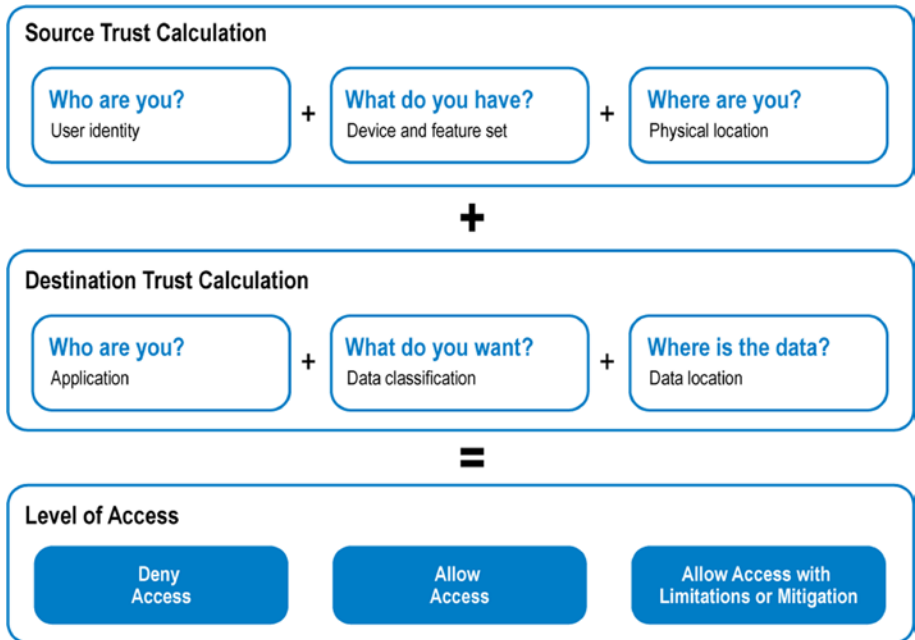 Source Trust Calculation
Who are you?
User identity
+
What do you have?
Device and feature set
+
Where are you?
Physical location
+
Destination Trust Calculation
Who are you?
Application
+
What do you want?
Data classification
+
Where is the data?
Data location
=
Level of Access
Deny
Access
Allow
Access
Allow Access with
Limitations or Mitigation